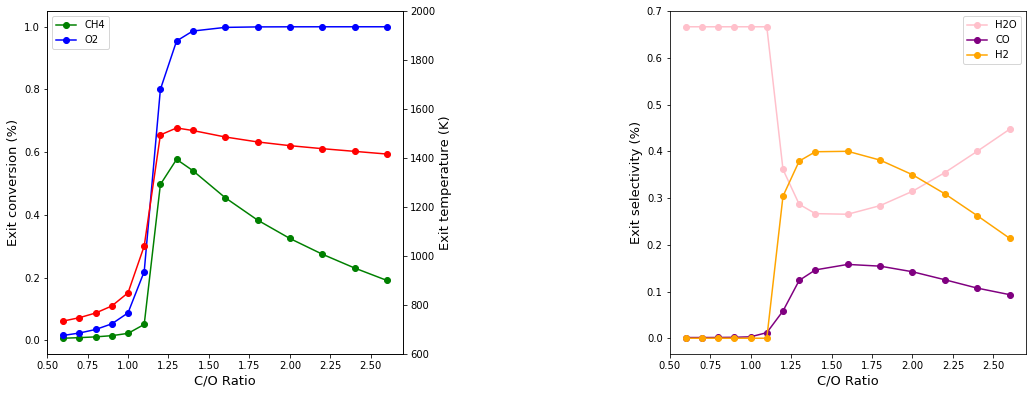 CH4
O2
1.0
0.8
0.6
0.4
0.2
0.0
Exit conversion (%)
0.50 0.75 1.00 1.25 1.50 1.75 2.00 2.25 2.50
C/O Ratio
2000
1800
1600
1400
1200
1000
800
600
Exit temperature (K)
H2O
CO
H2
0.7
0.6
0.5
0.4
0.3
0.2
0.1
0.0
Exit selectivity (%)
0.50 0.75 1.00 1.25 1.50 1.75 2.00 2.25 2.50
C/O Ratio